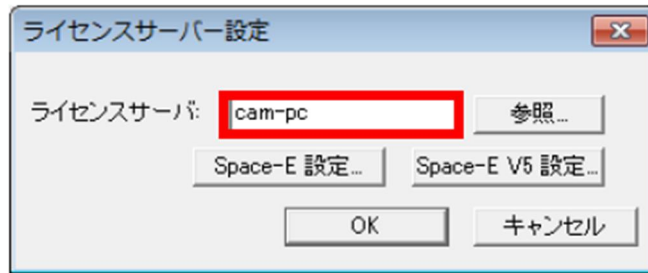 ライセンスサーバー設定
ライセンスサーバ: cam-pc 参照...
Space-E 設定... Space-E V5 設定...
OK キャンセル